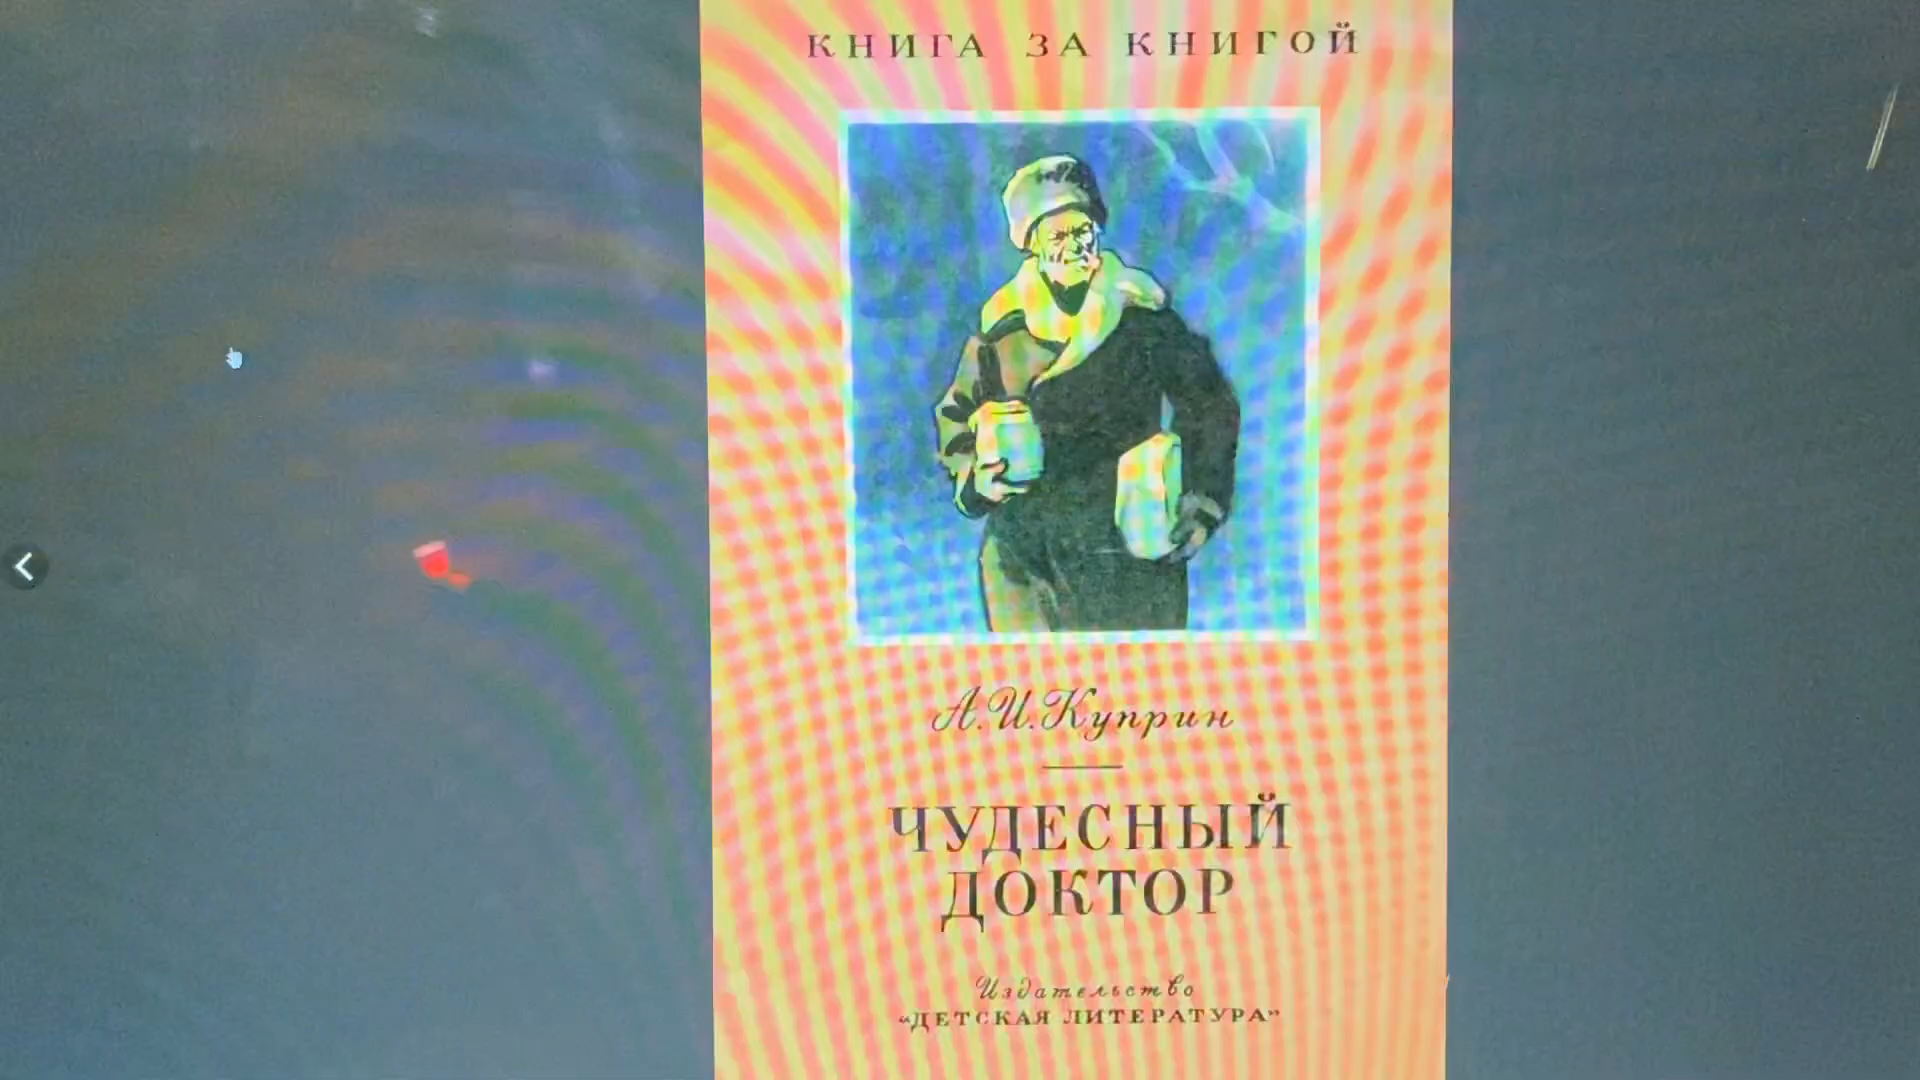 КНИГА ЗА КНИГОЙ
А.И.Куприн
ЧУДЕСНЫЙ
ДОКТОР
Издательство
“ДЕТСКАЯ ЛИТЕРАТУРА”